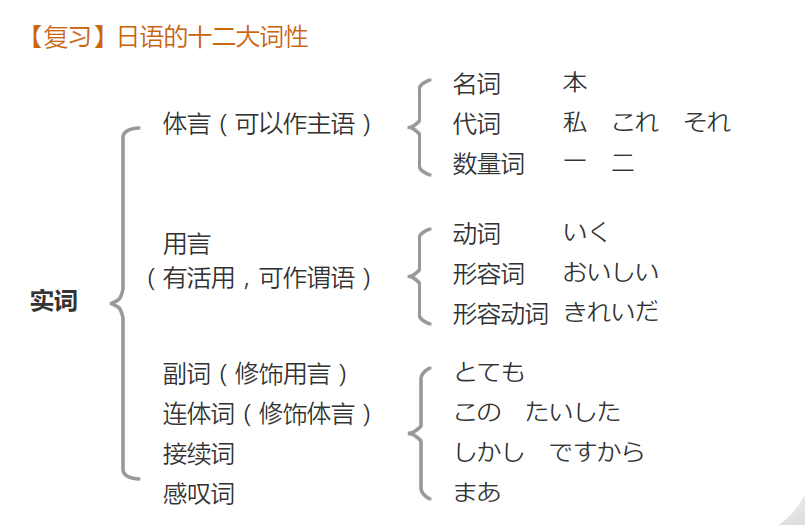 【复习】日语的十二大词性
实词
体言（可以作主语）
名词 本
代词 私 これ それ
数量词 一 二
用言
（有活用，可作谓语）
动词 いく
形容词 おいしい
形容动词 きれいだ
副词（修饰用言） とても
连体词（修饰体言） この たいした
接续词 しかし ですから
感叹词 まあ